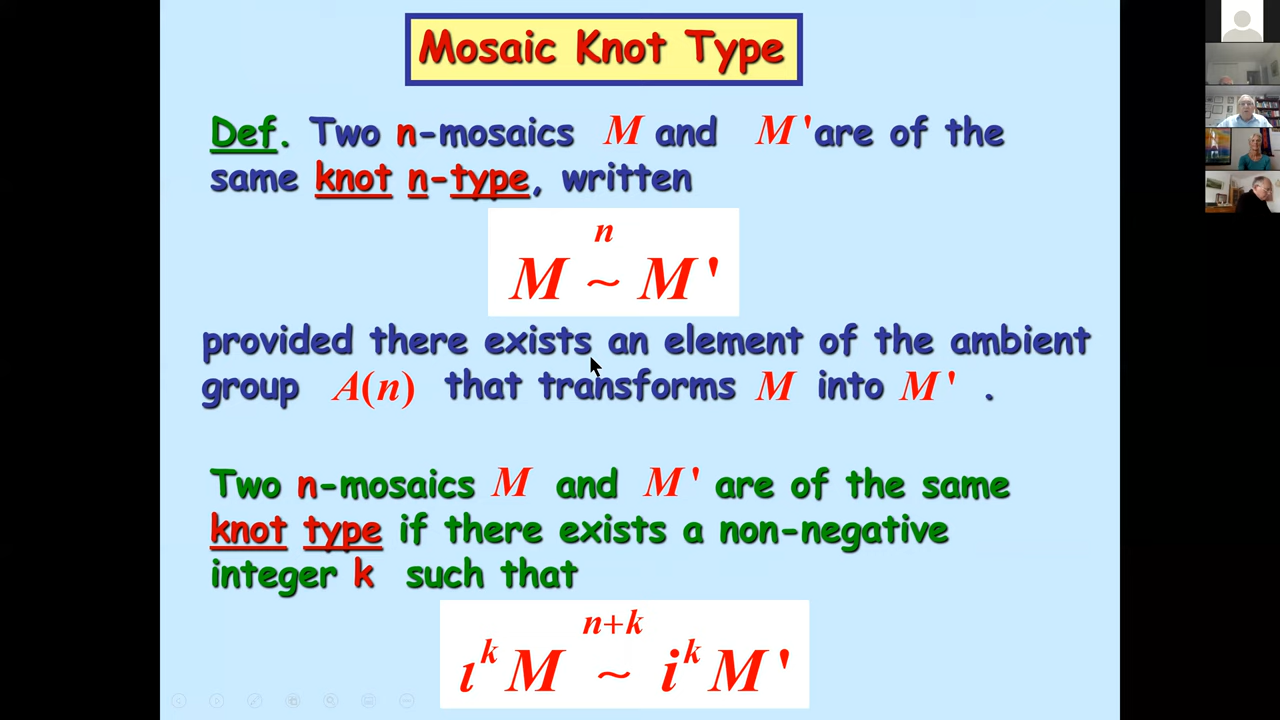 Mosaic Knot Type
Def. Two n-mosaics M and M' are of the
same knot n-type, written
n
M ~ M'
provided there exists an element of the ambient
group A(n) that transforms M into M' .
Two n-mosaics M and M' are of the same
knot type if there exists a non-negative
integer k such that
n+k
ι^k M ~ i^k M'